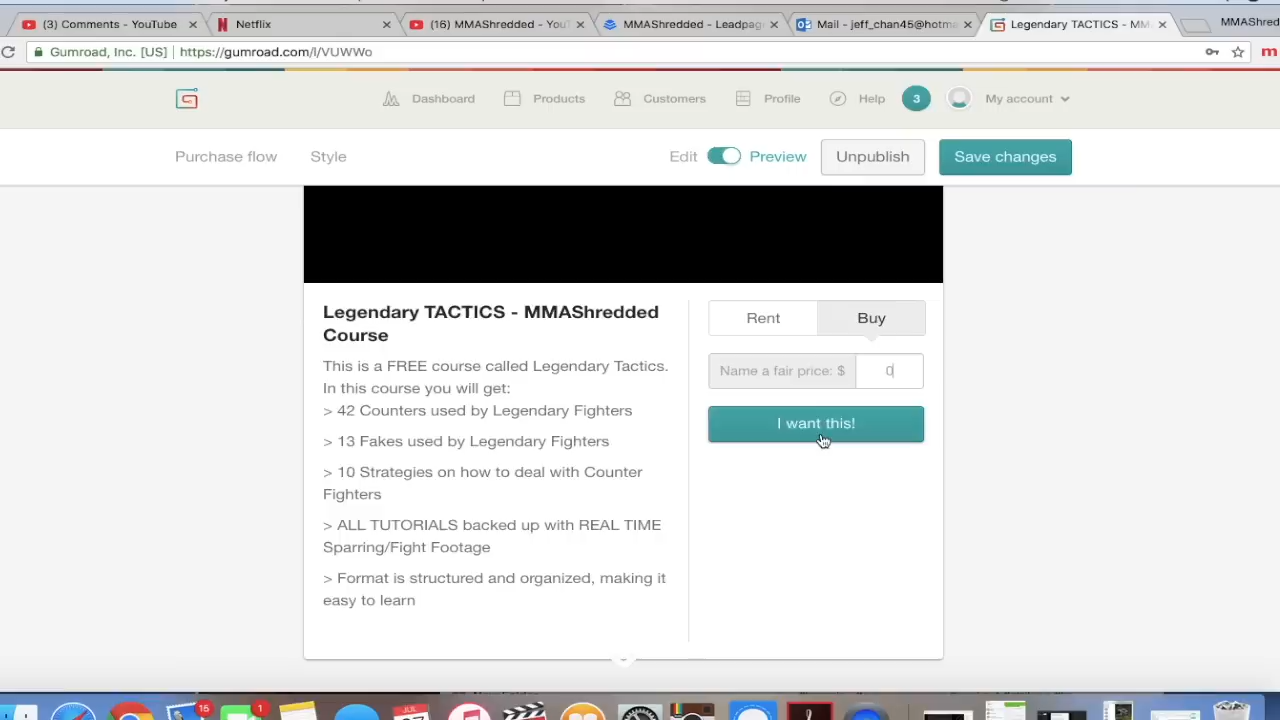 (3) Comments - YouTube
Netflix
(16) MMAShredded - You
MMAShredded - Leadpag
Mail - jeff_chan45@hotma
Legendary TACTICS - MM
MMAShred
Gumroad, Inc. [US] https://gumroad.com/l/VUWWo
Dashboard
Products
Customers
Profile
Help
3
My account
Purchase flow
Style
Edit
Preview
Unpublish
Save changes
Legendary TACTICS - MMAShredded
Course
This is a FREE course called Legendary Tactics.
In this course you will get:
> 42 Counters used by Legendary Fighters
> 13 Fakes used by Legendary Fighters
> 10 Strategies on how to deal with Counter
Fighters
> ALL TUTORIALS backed up with REAL TIME
Sparring/Fight Footage
> Format is structured and organized, making it
easy to learn
Rent
Buy
Name a fair price: $
0
I want this!
15
1